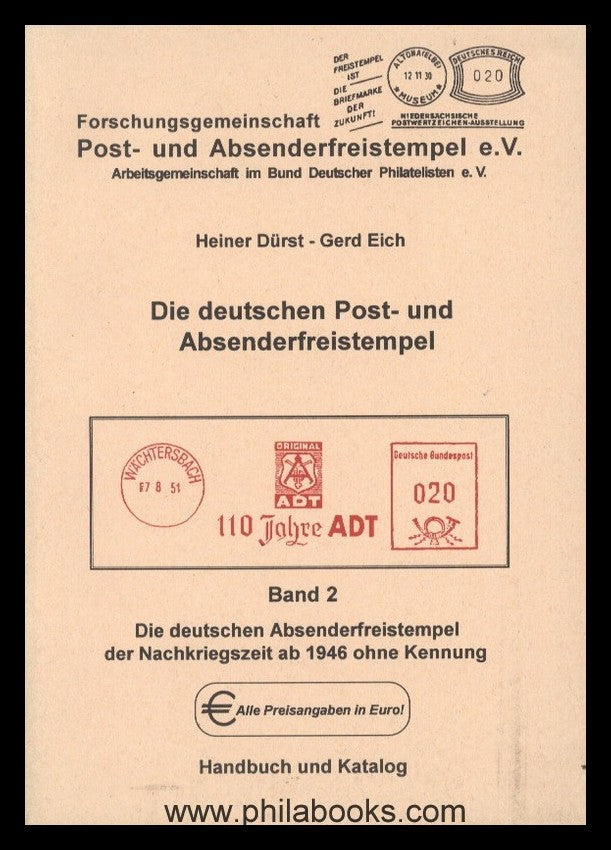 DER
FREISTEMPEL
IST
DIE
BRIEFMARKE
DER
ZUKUNFT!
ALTONA(ELBE)
12 11 30
MUSEUM
DEUTSCHES REICH
020
NIEDERSÄCHSISCHE
POSTWERTZEICHEN-AUSSTELLUNG
Forschungsgemeinschaft
Post- und Absenderfreistempel e.V.
Arbeitsgemeinschaft im Bund Deutscher Philatelisten e. V.
Heiner Dürst - Gerd Eich
Die deutschen Post- und
Absenderfreistempel
WÄCHTERSBACH
7 8 51
ORIGINAL
ADT
110 Jahre ADT
Deutsche Bundespost
020
Band 2
Die deutschen Absenderfreistempel
der Nachkriegszeit ab 1946 ohne Kennung
€ Alle Preisangaben in Euro!
Handbuch und Katalog
www.philabooks.com